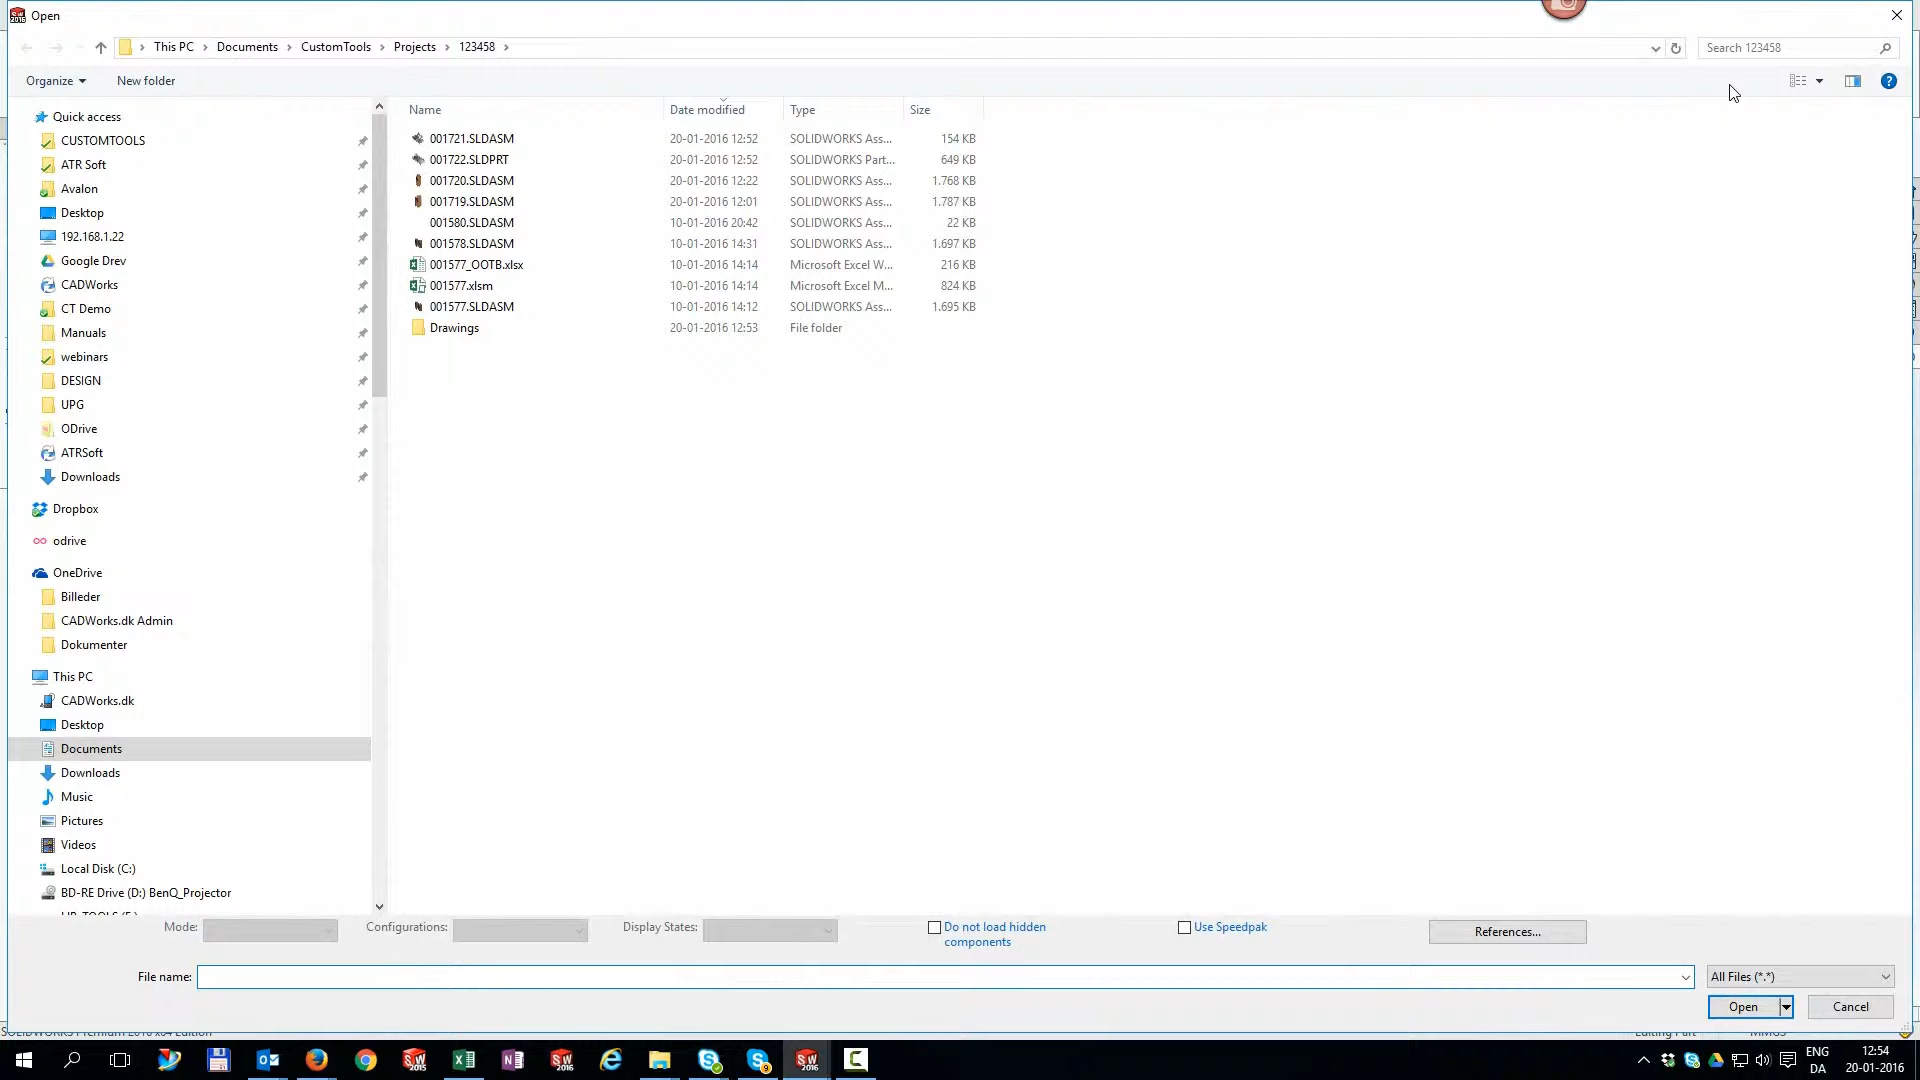 Open
This PC > Documents > CustomTools > Projects > 123458 >
Search 123458
Organize
New folder
Name
Date modified
Type
Size
Quick access
CUSTOMTOOLS
ATR Soft
Avalon
Desktop
192.168.1.22
Google Drev
CADWorks
CT Demo
Manuals
webinars
DESIGN
UPG
ODrive
ATRSoft
Downloads
Dropbox
odrive
OneDrive
Billeder
CADWorks.dk Admin
Dokumenter
This PC
CADWorks.dk
Desktop
Documents
Downloads
Music
Pictures
Videos
Local Disk (C:)
BD-RE Drive (D:) BenQ_Projector
001721.SLDASM 20-01-2016 12:52 SOLIDWORKS Ass... 154 KB
001722.SLDPRT 20-01-2016 12:52 SOLIDWORKS Part... 649 KB
001720.SLDASM 20-01-2016 12:22 SOLIDWORKS Ass... 1.768 KB
001719.SLDASM 20-01-2016 12:01 SOLIDWORKS Ass... 1.787 KB
001580.SLDASM 10-01-2016 20:42 SOLIDWORKS Ass... 22 KB
001578.SLDASM 10-01-2016 14:31 SOLIDWORKS Ass... 1.697 KB
001577_OOTB.xlsx 10-01-2016 14:14 Microsoft Excel W... 216 KB
001577.xlsm 10-01-2016 14:14 Microsoft Excel M... 824 KB
001577.SLDASM 10-01-2016 14:12 SOLIDWORKS Ass... 1.695 KB
Drawings 20-01-2016 12:53 File folder
Mode:
Configurations:
Display States:
Do not load hidden
components
Use Speedpak
References...
File name:
All Files (*.*)
Open
Cancel
ENG
DA
12:54
20-01-2016